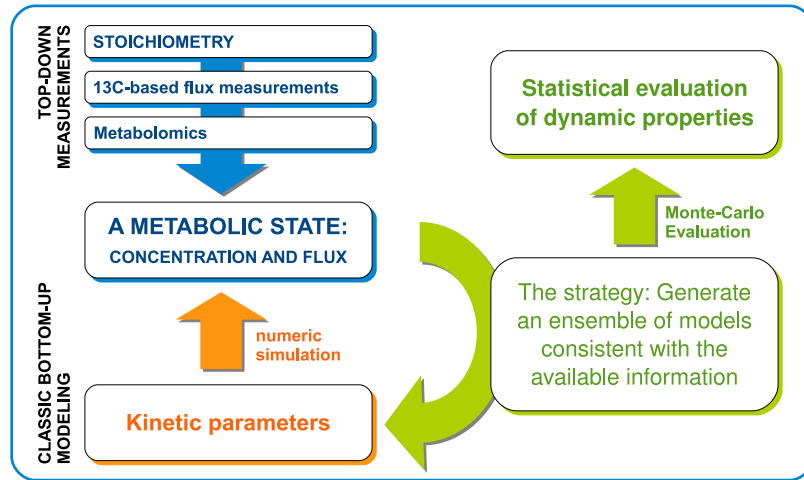 TOP-DOWN
MEASUREMENTS
STOICHIOMETRY
13C-based flux measurements
Metabolomics
A METABOLIC STATE:
CONCENTRATION AND FLUX
CLASSIC BOTTOM-UP
MODELING
numeric
simulation
Kinetic parameters
Statistical evaluation
of dynamic properties
Monte-Carlo
Evaluation
The strategy: Generate
an ensemble of models
consistent with the
available information